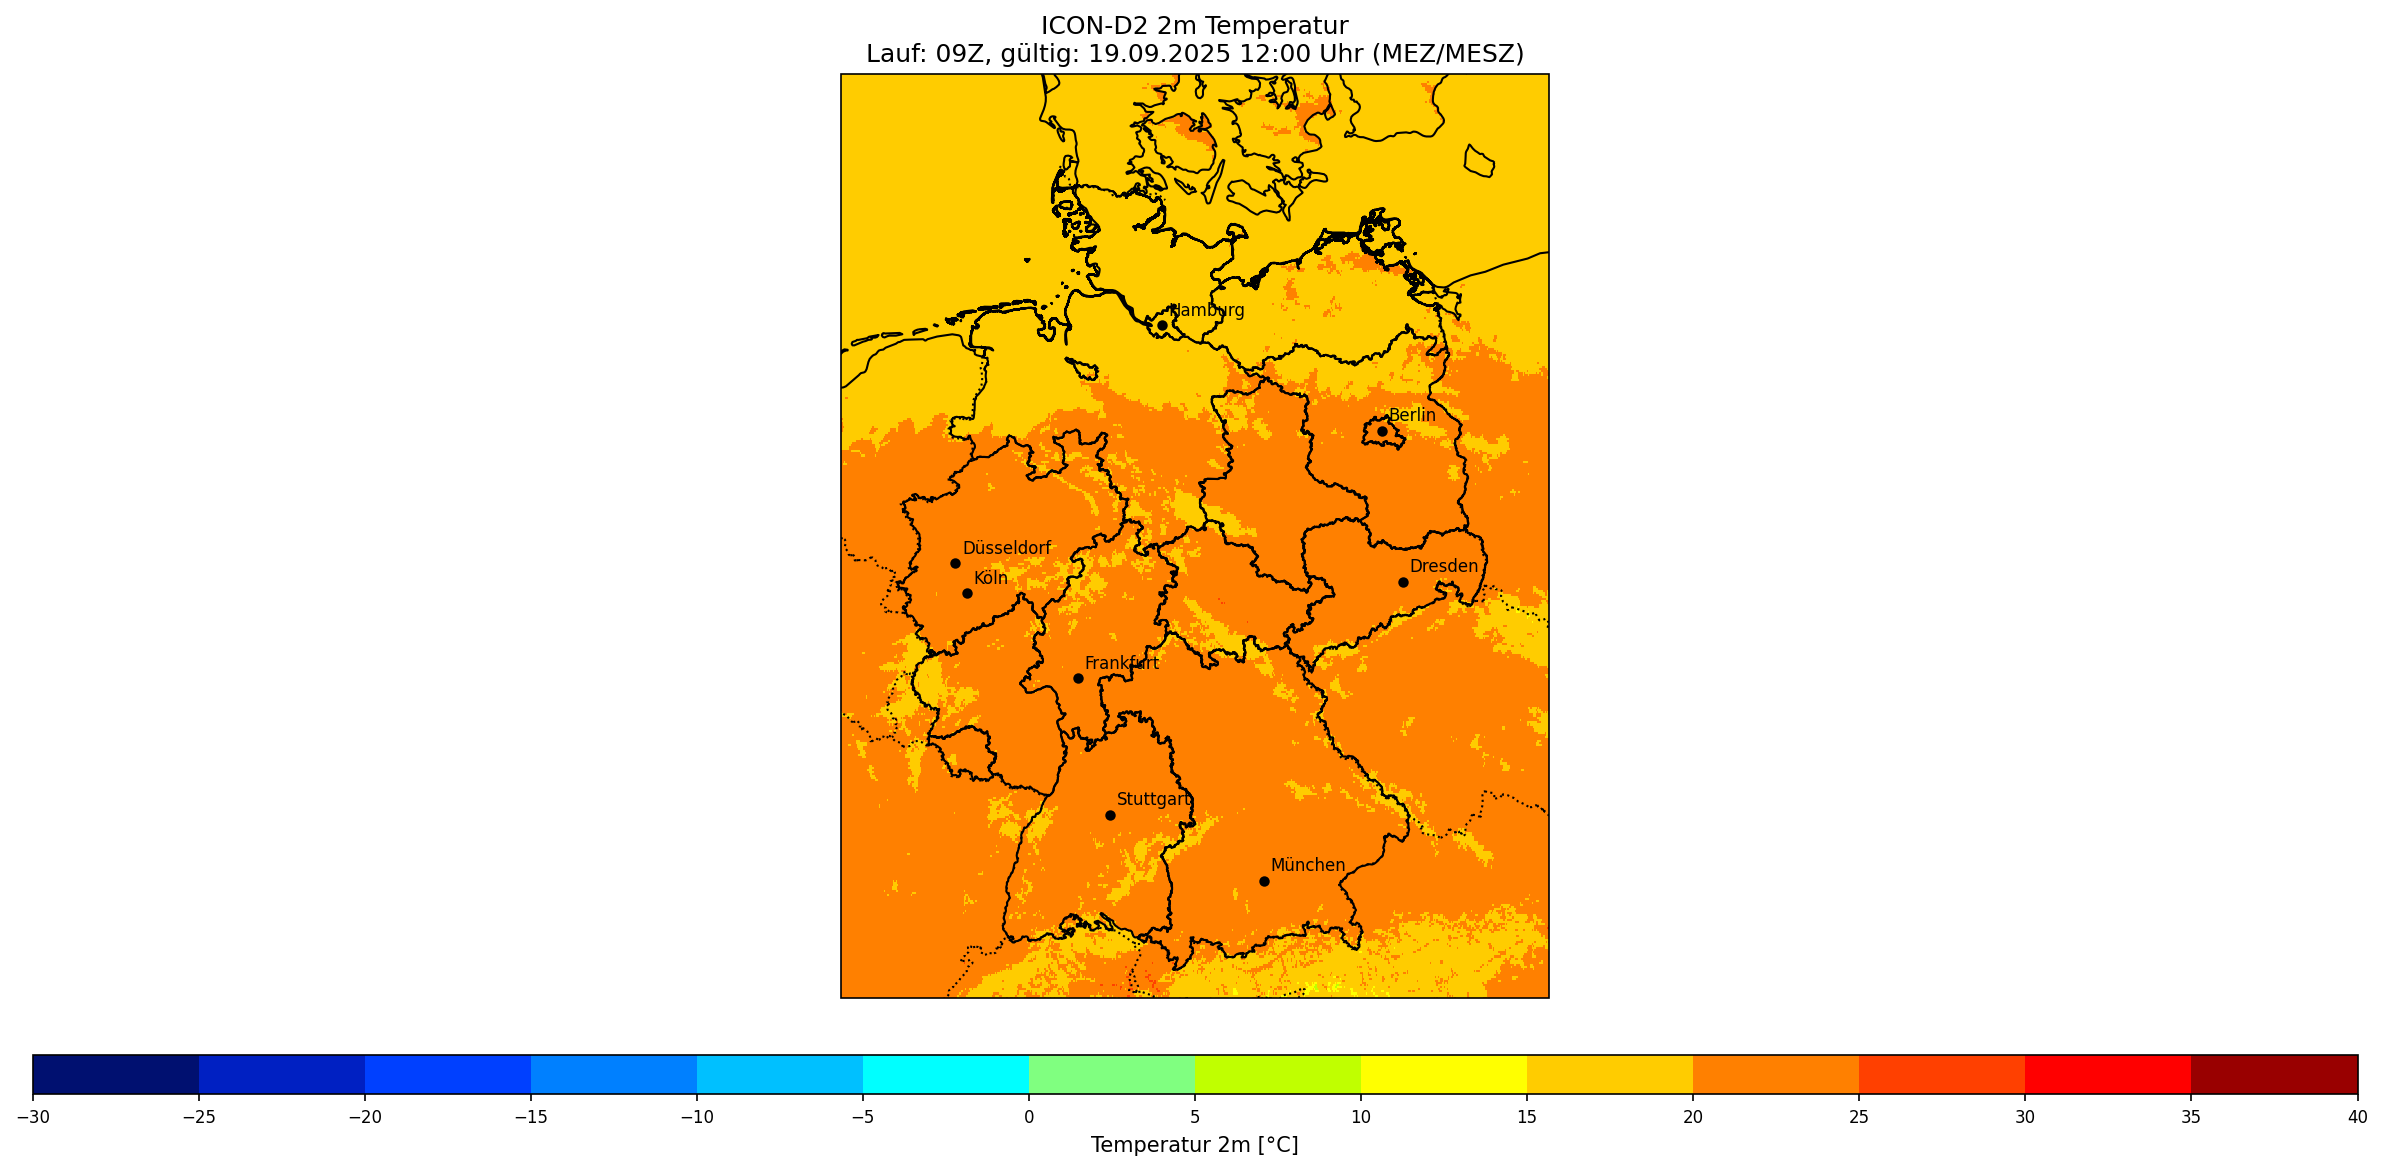 ICON-D2 2m Temperatur
Lauf: 09Z, gültig: 19.09.2025 12:00 Uhr (MEZ/MESZ)
Hamburg
Berlin
Düsseldorf
Köln
Dresden
Frankfurt
Stuttgart
München
−30 −25 −20 −15 −10 −5 0 5 10 15 20 25 30 35 40
Temperatur 2m [°C]